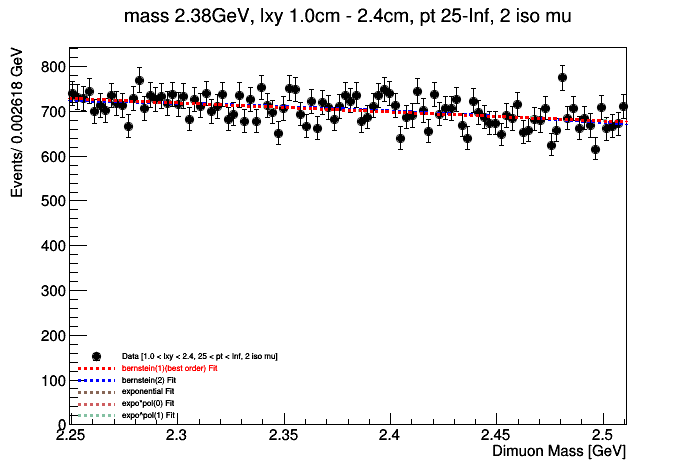 mass 2.38GeV, lxy 1.0cm - 2.4cm, pt 25-Inf, 2 iso mu
Events/ 0.002618 GeV
800
700
600
500
400
300
200
100
0
Data [1.0 < lxy < 2.4, 25 < pt < Inf, 2 iso mu]
bernstein(1)(best order) Fit
bernstein(2) Fit
exponential Fit
expo*pol(0) Fit
expo*pol(1) Fit
2.25 2.3 2.35 2.4 2.45 2.5
Dimuon Mass [GeV]